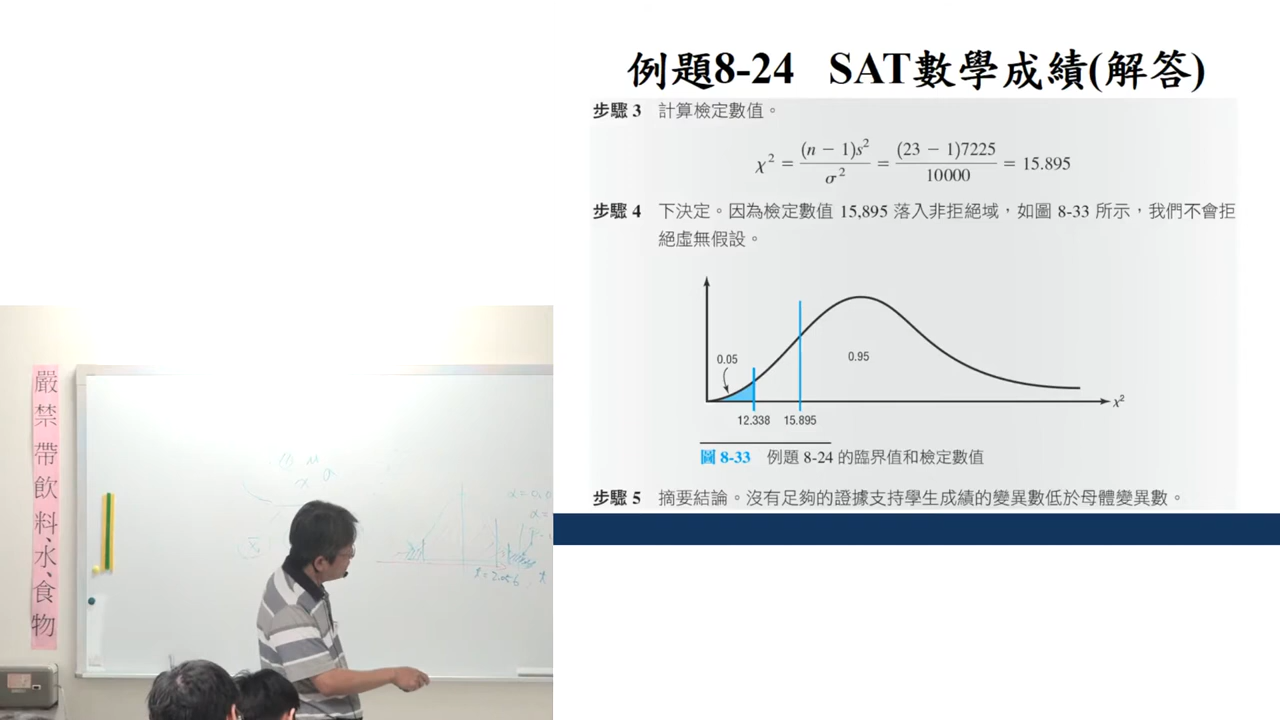 例題8-24 SAT數學成績(解答)
步驟 3 計算檢定數值。
χ² = (n − 1)s² / σ² = (23 − 1)7225 / 10000 = 15.895
步驟 4 下決定。因為檢定數值 15,895 落入非拒絕域，如圖 8-33 所示，我們不會拒
絕虛無假設。
0.05
0.95
12.338 15.895
χ²
圖 8-33 例題 8-24 的臨界值和檢定數值
步驟 5 摘要結論。沒有足夠的證據支持學生成績的變異數低於母體變異數。
嚴禁帶飲料、水、食物